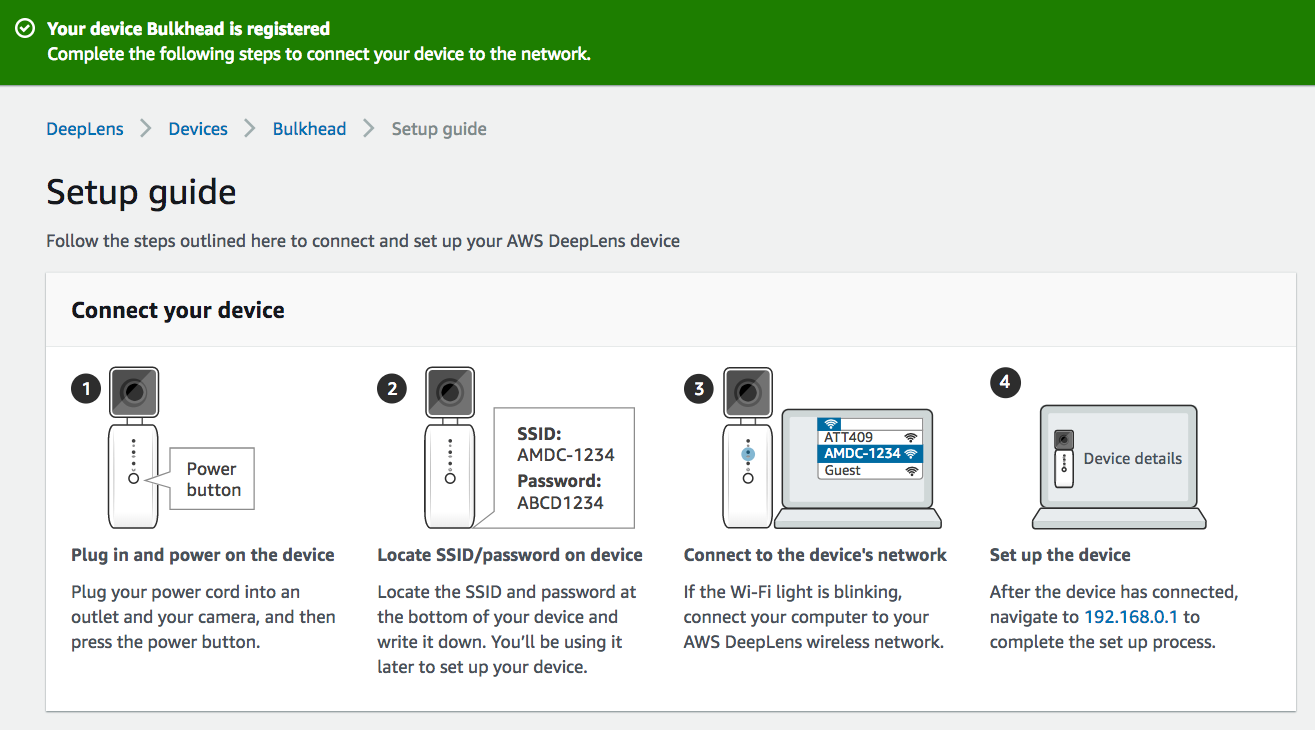 Your device Bulkhead is registered
Complete the following steps to connect your device to the network.
DeepLens > Devices > Bulkhead > Setup guide
Setup guide
Follow the steps outlined here to connect and set up your AWS DeepLens device
Connect your device
1
Power
button
Plug in and power on the device
Plug your power cord into an
outlet and your camera, and then
press the power button.
2
SSID:
AMDC-1234
Password:
ABCD1234
Locate SSID/password on device
Locate the SSID and password at
the bottom of your device and
write it down. You’ll be using it
later to set up your device.
3
ATT409
AMDC-1234
Guest
Connect to the device's network
If the Wi-Fi light is blinking,
connect your computer to your
AWS DeepLens wireless network.
4
Device details
Set up the device
After the device has connected,
navigate to 192.168.0.1 to
complete the set up process.